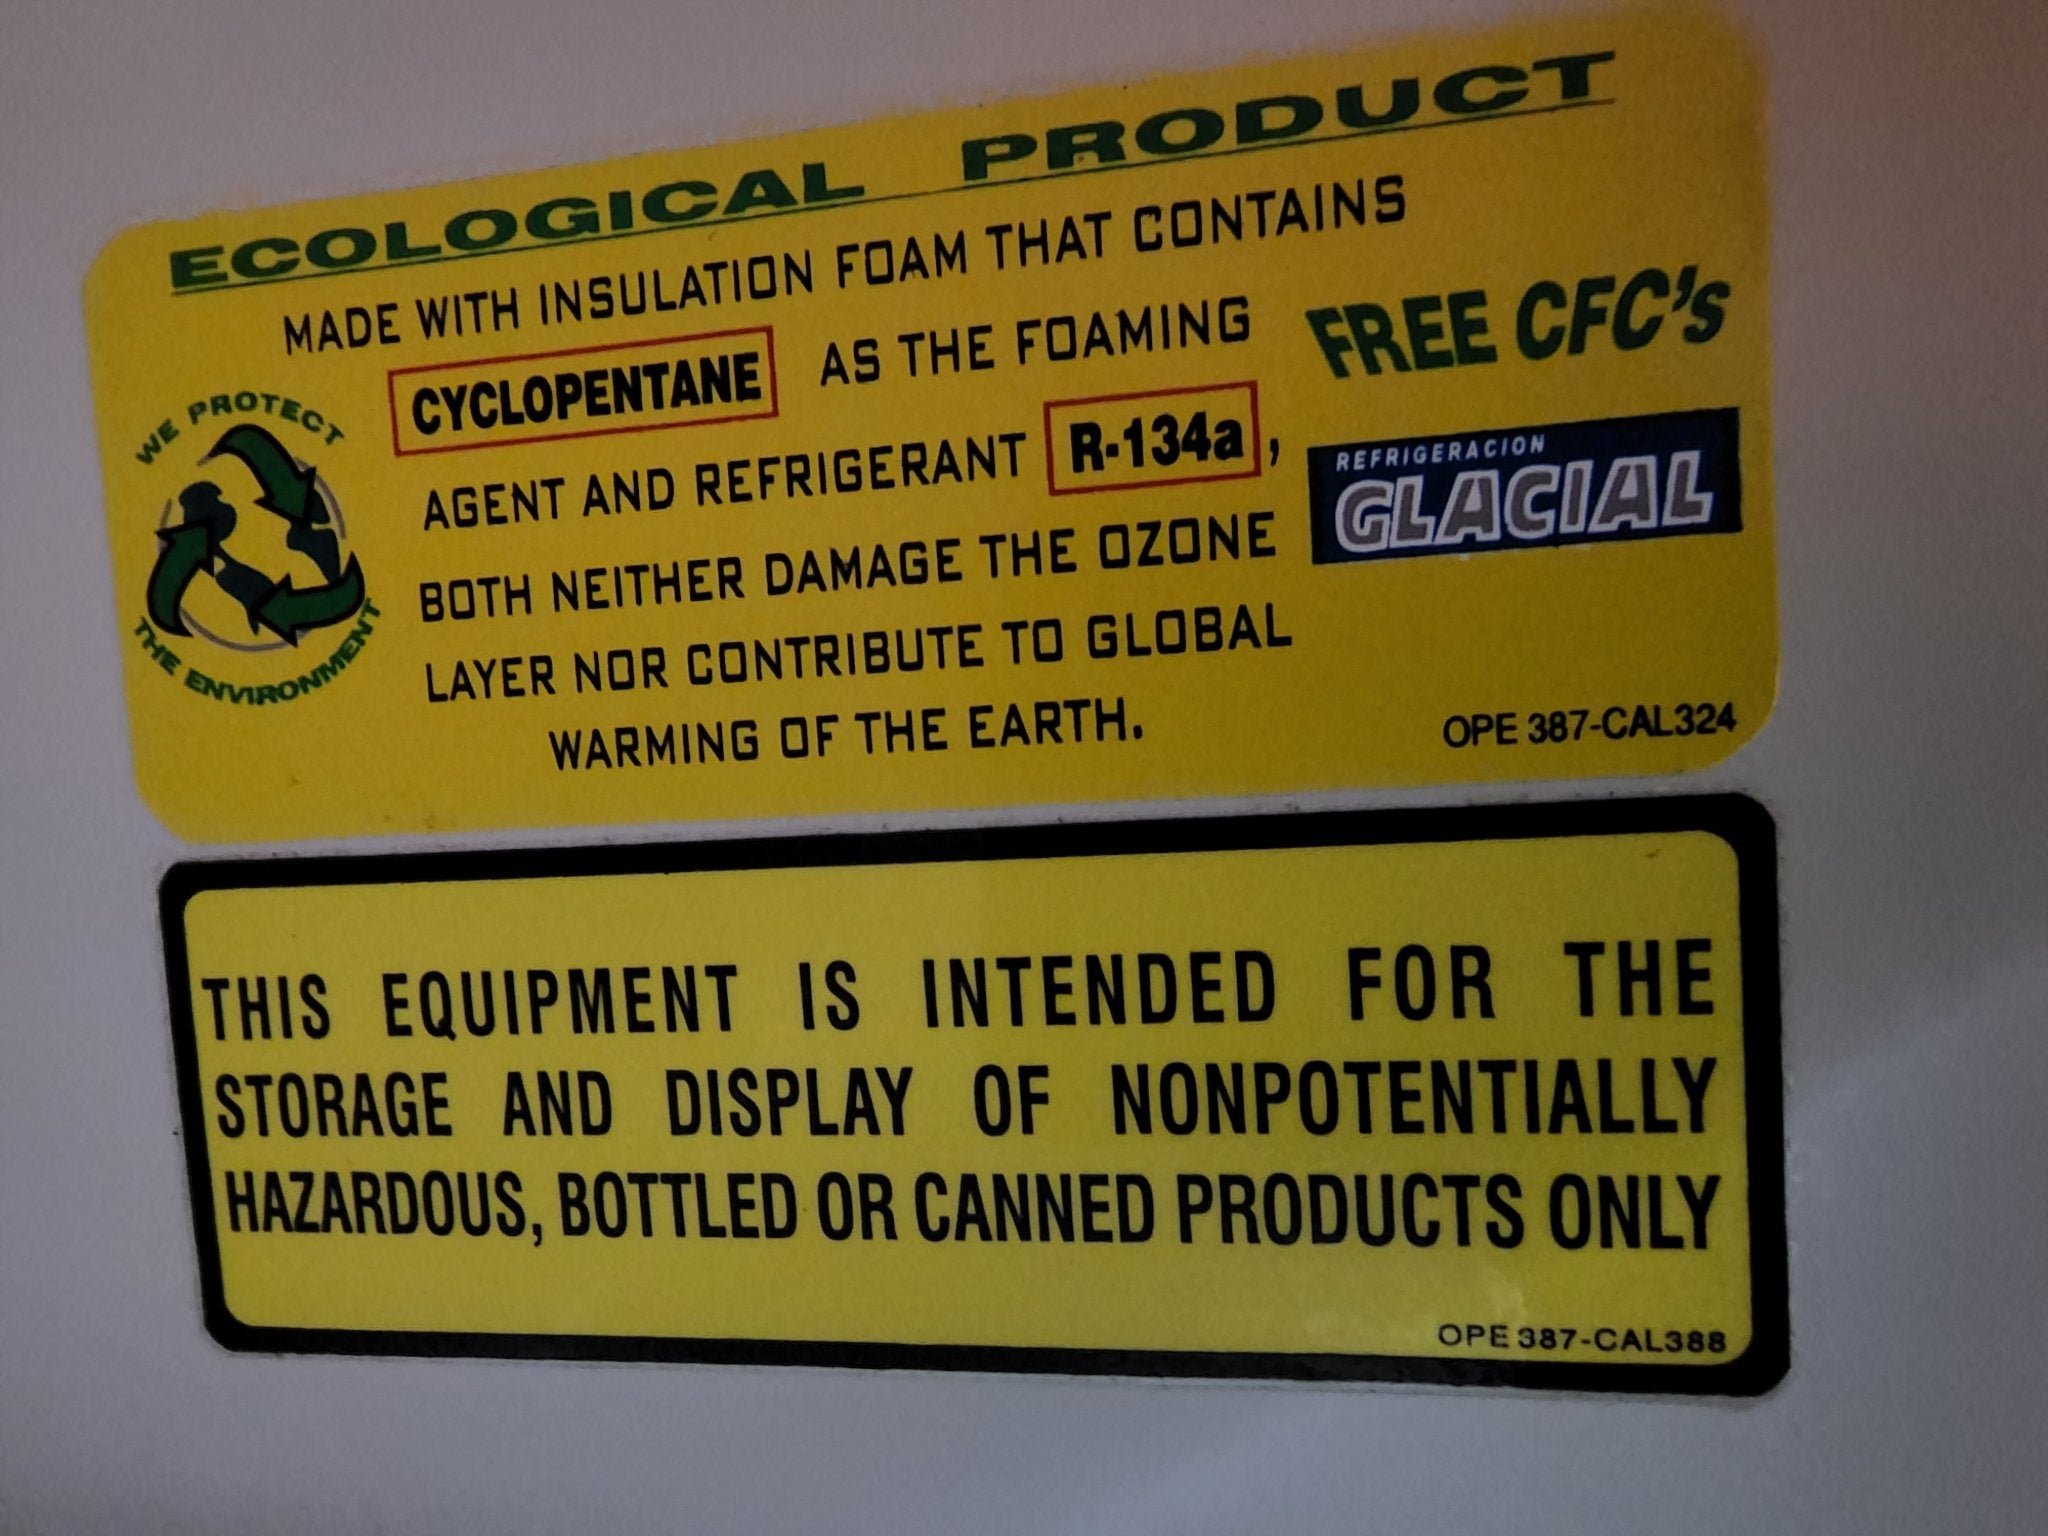 ECOLOGICAL PRODUCT
MADE WITH INSULATION FOAM THAT CONTAINS
CYCLOPENTANE AS THE FOAMING
AGENT AND REFRIGERANT R-134a,
BOTH NEITHER DAMAGE THE OZONE
LAYER NOR CONTRIBUTE TO GLOBAL
WARMING OF THE EARTH.
WE PROTECT
THE ENVIRONMENT
FREE CFC's
REFRIGERACION
GLACIAL
OPE 387-CAL324
THIS EQUIPMENT IS INTENDED FOR THE
STORAGE AND DISPLAY OF NONPOTENTIALLY
HAZARDOUS, BOTTLED OR CANNED PRODUCTS ONLY
OPE 387-CAL388